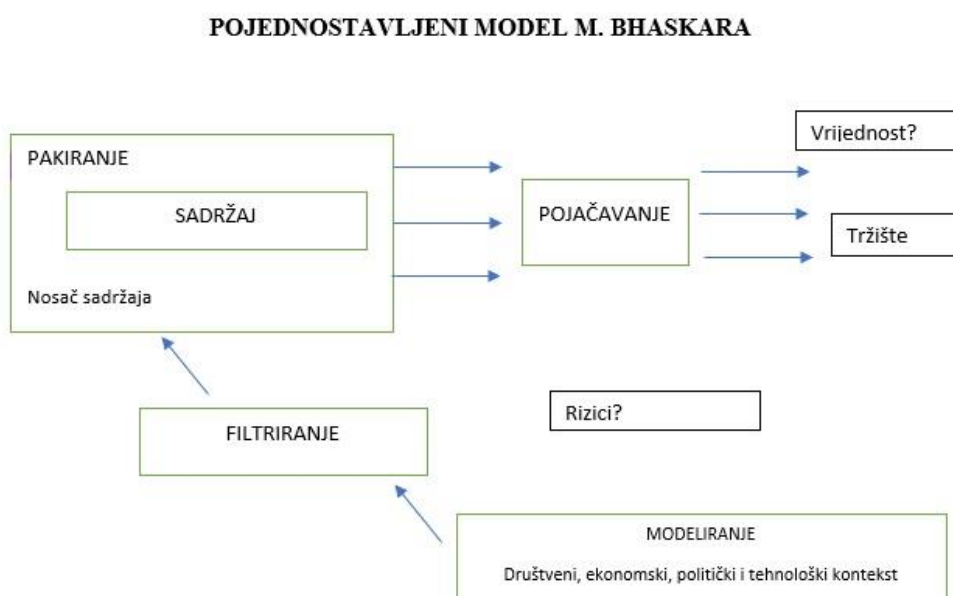 POJEDNOSTAVLJENI MODEL M. BHASKARA
Vrijednost?
PAKIRANJE
SADRŽAJ
POJAČAVANJE
Tržište
Nosač sadržaja
Rizici?
FILTRIRANJE
MODELIRANJE
Društveni, ekonomski, politički i tehnološki kontekst